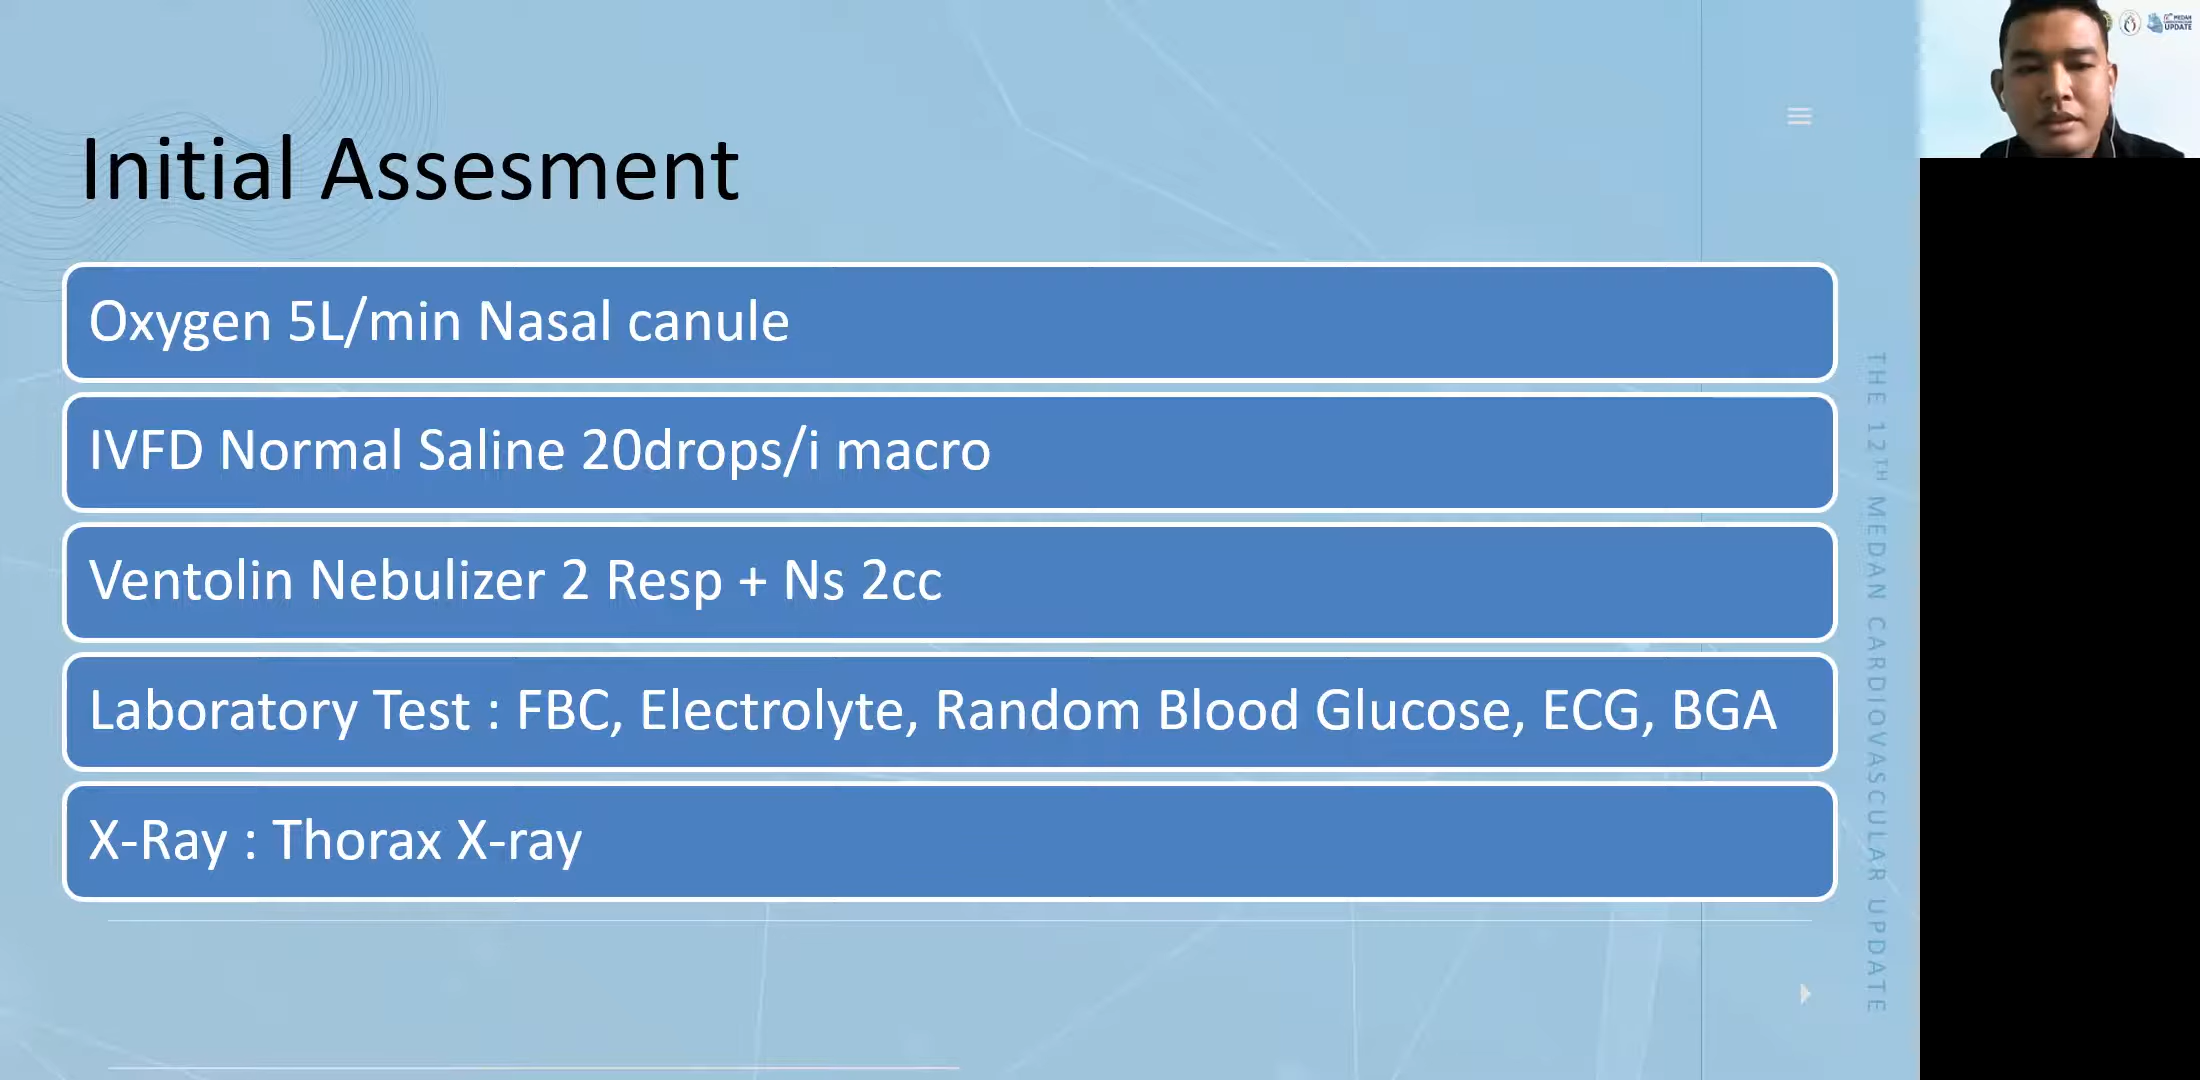 Initial Assesment
Oxygen 5L/min Nasal canule
IVFD Normal Saline 20drops/i macro
Ventolin Nebulizer 2 Resp + Ns 2cc
Laboratory Test : FBC, Electrolyte, Random Blood Glucose, ECG, BGA
X-Ray : Thorax X-ray
THE 12TH MEDAN CARDIOVASCULAR UPDATE
UPDATE